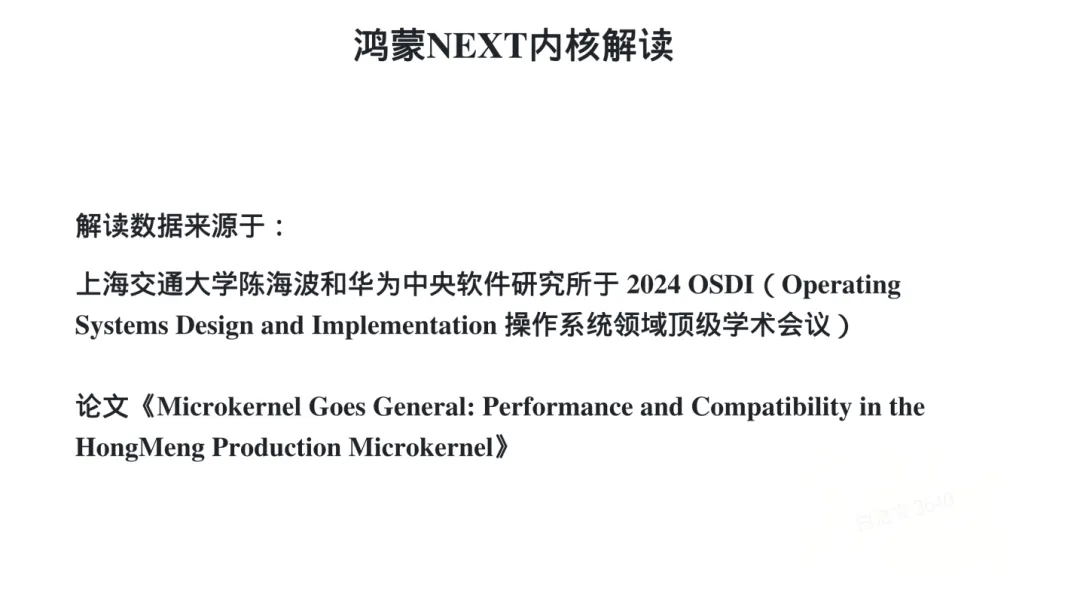 鸿蒙NEXT内核解读
解读数据来源于：
上海交通大学陈海波和华为中央软件研究所于 2024 OSDI（Operating
Systems Design and Implementation 操作系统领域顶级学术会议）
论文《Microkernel Goes General: Performance and Compatibility in the
HongMeng Production Microkernel》